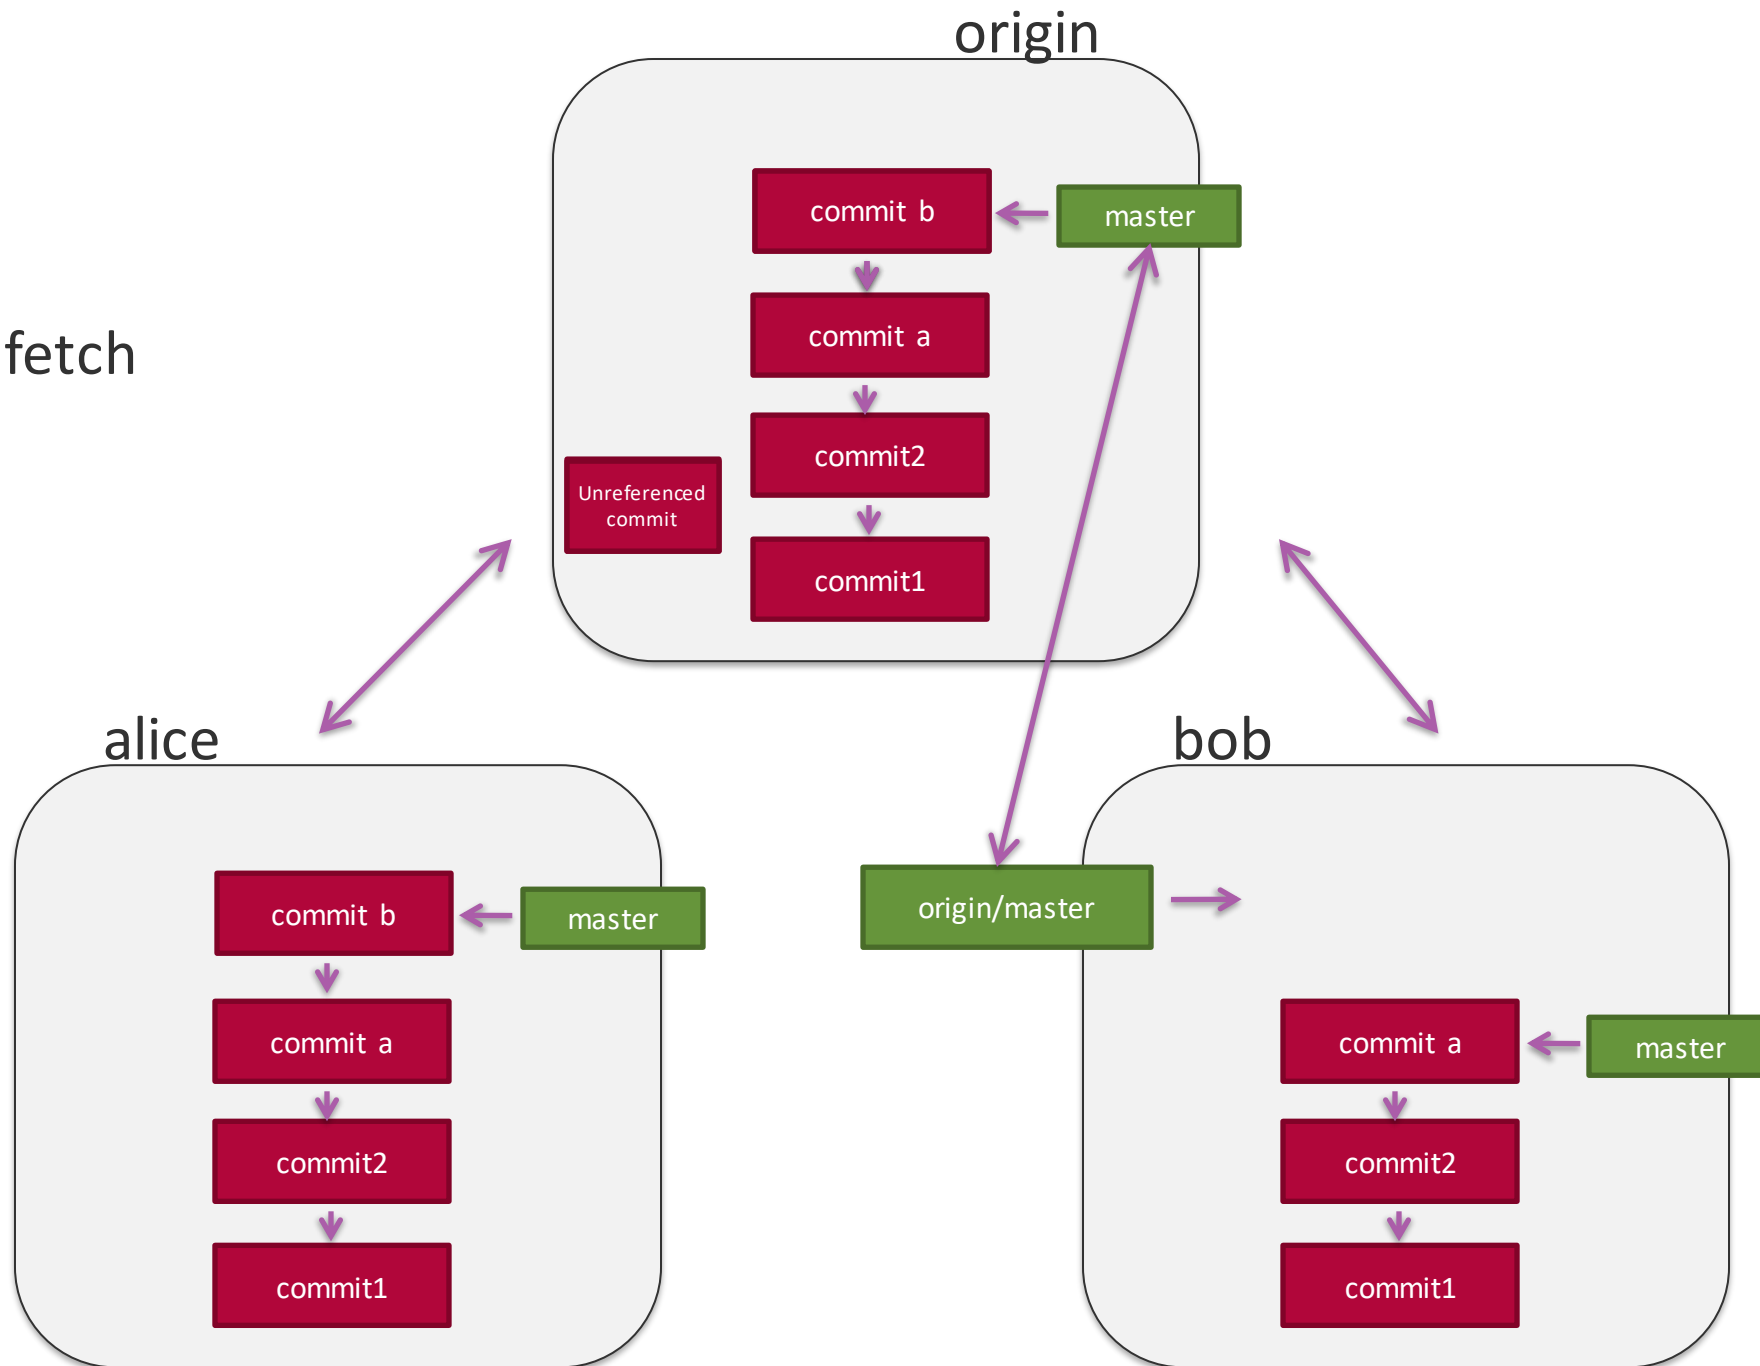 origin
commit b
master
commit a
fetch
commit2
Unreferenced
commit
commit1
alice
bob
commit b
master
origin/master
commit a
commit a
master
commit2
commit2
commit1
commit1